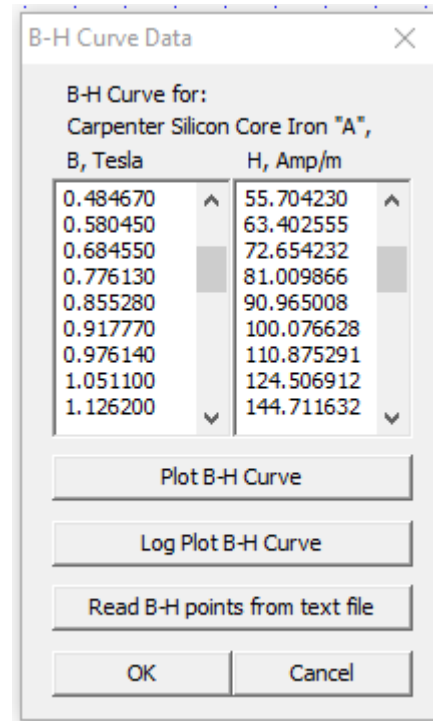 B-H Curve Data
B-H Curve for:
Carpenter Silicon Core Iron "A",
B, Tesla H, Amp/m
0.484670 55.704230
0.580450 63.402555
0.684550 72.654232
0.776130 81.009866
0.855280 90.965008
0.917770 100.076628
0.976140 110.875291
1.051100 124.506912
1.126200 144.711632
Plot B-H Curve
Log Plot B-H Curve
Read B-H points from text file
OK Cancel